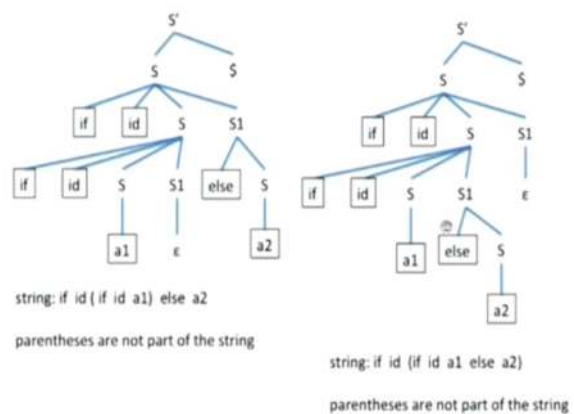 S'
S $
if id S S1
if id S S1 else S
a1 ε a2
string: if id ( if id a1) else a2
parentheses are not part of the string
S'
S $
if id S S1
if id S S1 ε
a1 else S
a2
string: if id (if id a1 else a2)
parentheses are not part of the string